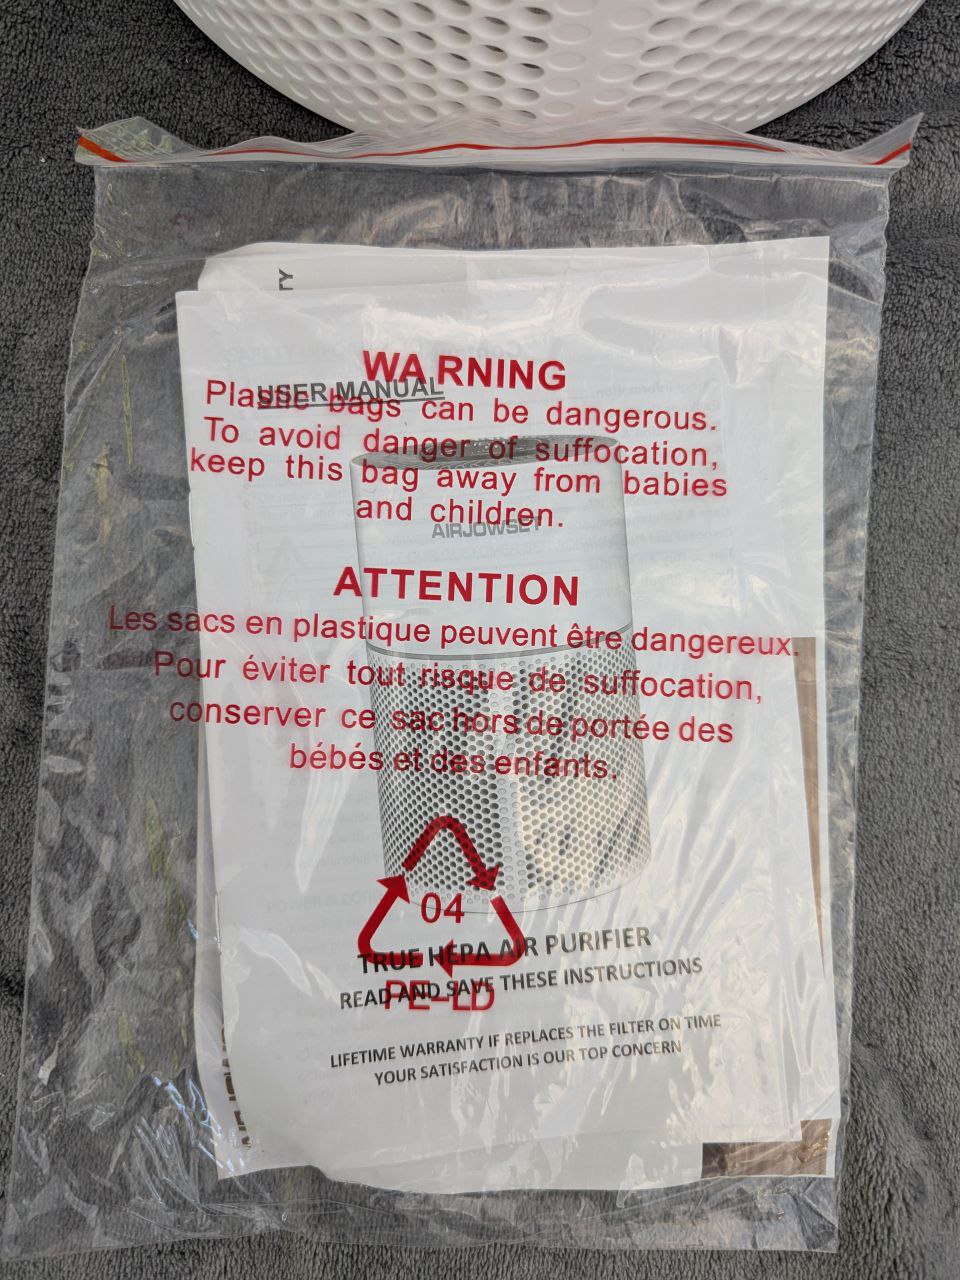 TY
WARNING
USER MANUAL
Plastic bags can be dangerous.
To avoid danger of suffocation,
keep this bag away from babies
and children.
AIRJOWSET
ATTENTION
Les sacs en plastique peuvent être dangereux.
Pour éviter tout risque de suffocation,
conserver ce sac hors de portée des
bébés et des enfants.
04
PE-LD
TRUE HEPA AIR PURIFIER
READ AND SAVE THESE INSTRUCTIONS
LIFETIME WARRANTY IF REPLACES THE FILTER ON TIME
YOUR SATISFACTION IS OUR TOP CONCERN